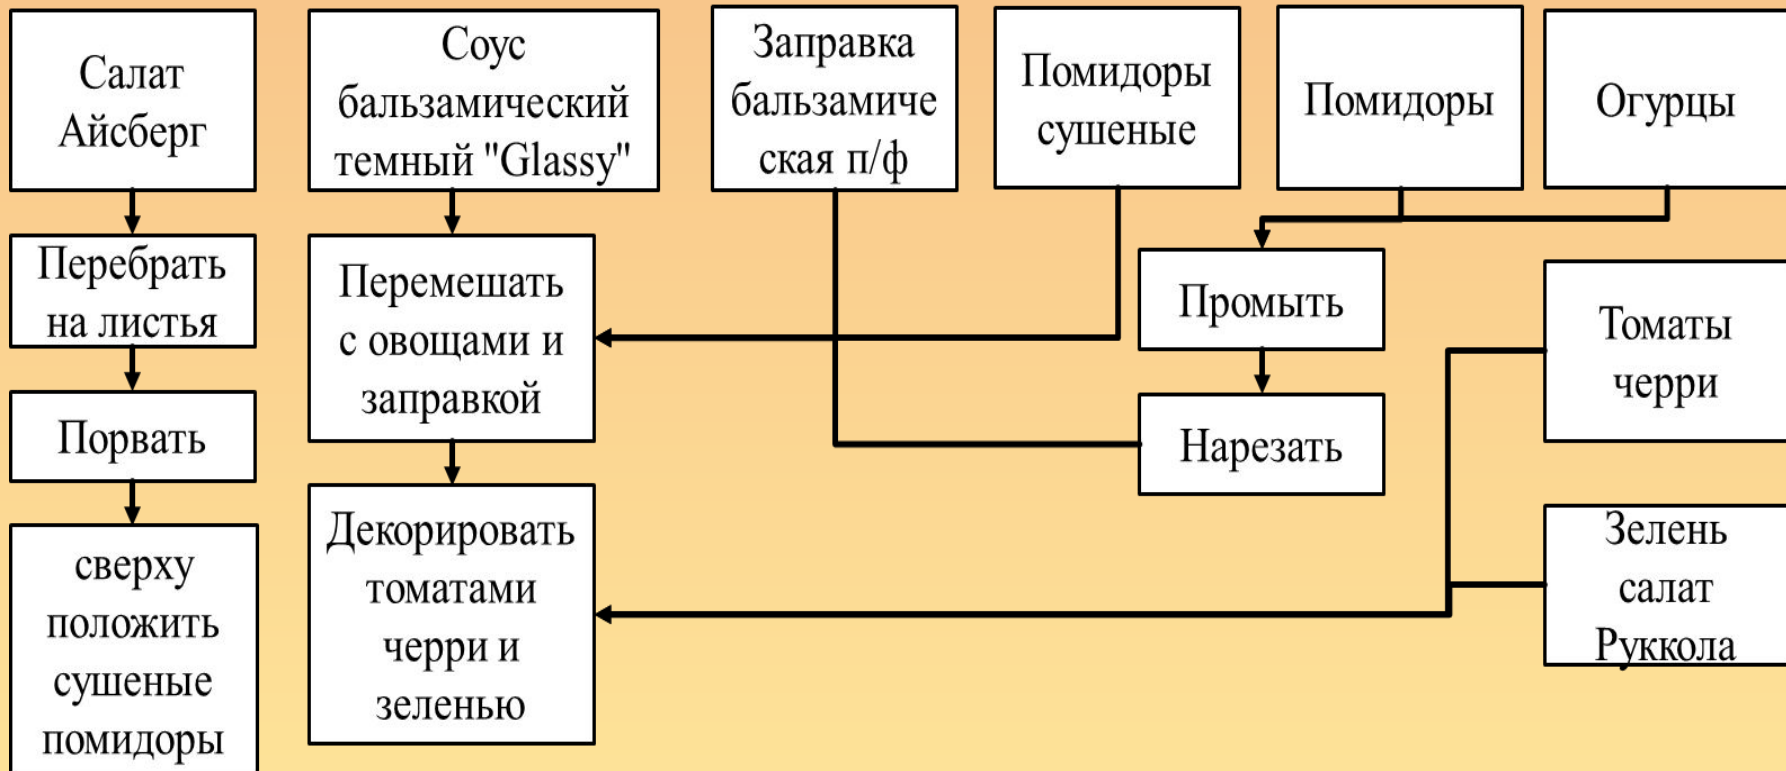 Салат
Айсберг
Соус
бальзамический
темный "Glassy"
Заправка
бальзамиче
ская п/ф
Помидоры
сушеные
Помидоры
Огурцы
Перебрать
на листья
Перемешать
с овощами и
заправкой
Промыть
Томаты
черри
Порвать
Нарезать
сверху
положить
сушеные
помидоры
Декорировать
томатами
черри и
зеленью
Зелень
салат
Руккола